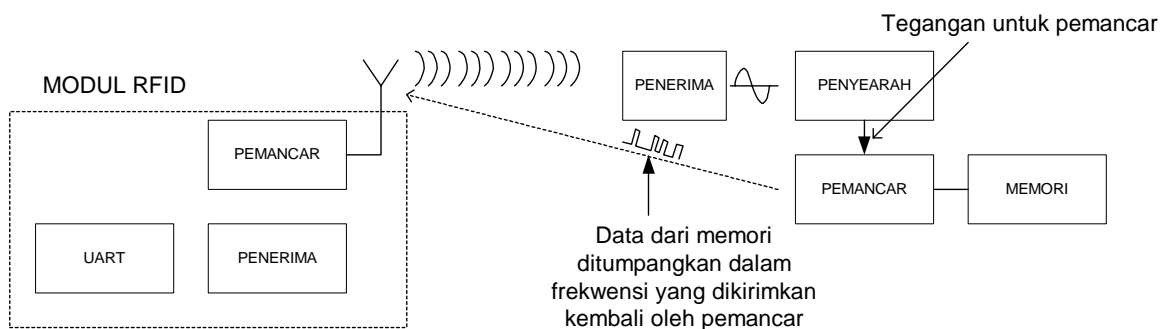 Tegangan untuk pemancar
MODUL RFID
PENERIMA
PENYEARAH
PEMANCAR
PEMANCAR
MEMORI
UART
PENERIMA
Data dari memori
ditumpangkan dalam
frekwensi yang dikirimkan
kembali oleh pemancar